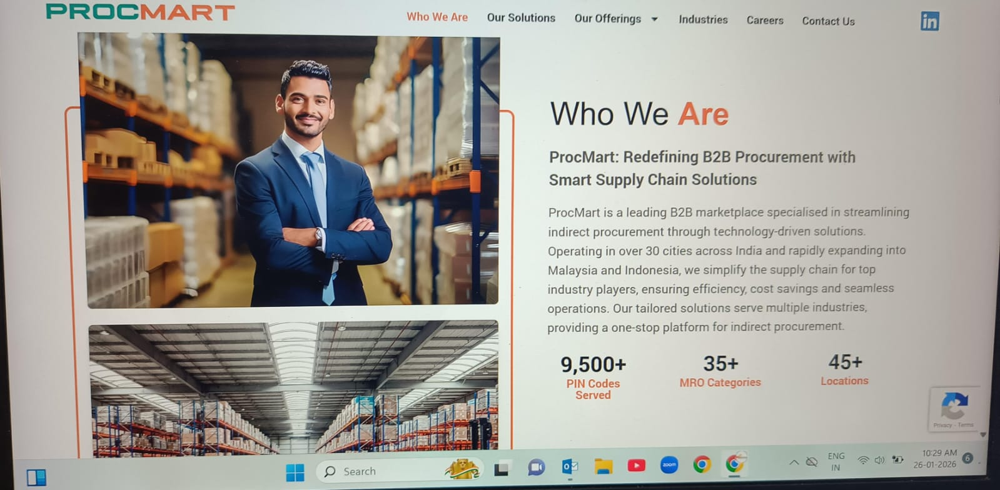 PROCMART
Who We Are
Our Solutions
Our Offerings
Industries
Careers
Contact Us
in
Who We Are
ProcMart: Redefining B2B Procurement with
Smart Supply Chain Solutions
ProcMart is a leading B2B marketplace specialised in streamlining
indirect procurement through technology-driven solutions.
Operating in over 30 cities across India and rapidly expanding into
Malaysia and Indonesia, we simplify the supply chain for top
industry players, ensuring efficiency, cost savings and seamless
operations. Our tailored solutions serve multiple industries,
providing a one-stop platform for indirect procurement.
9,500+
PIN Codes
Served
35+
MRO Categories
45+
Locations
Privacy - Terms
Search
zoom
ENG
IN
10:29 AM
26-01-2026
6